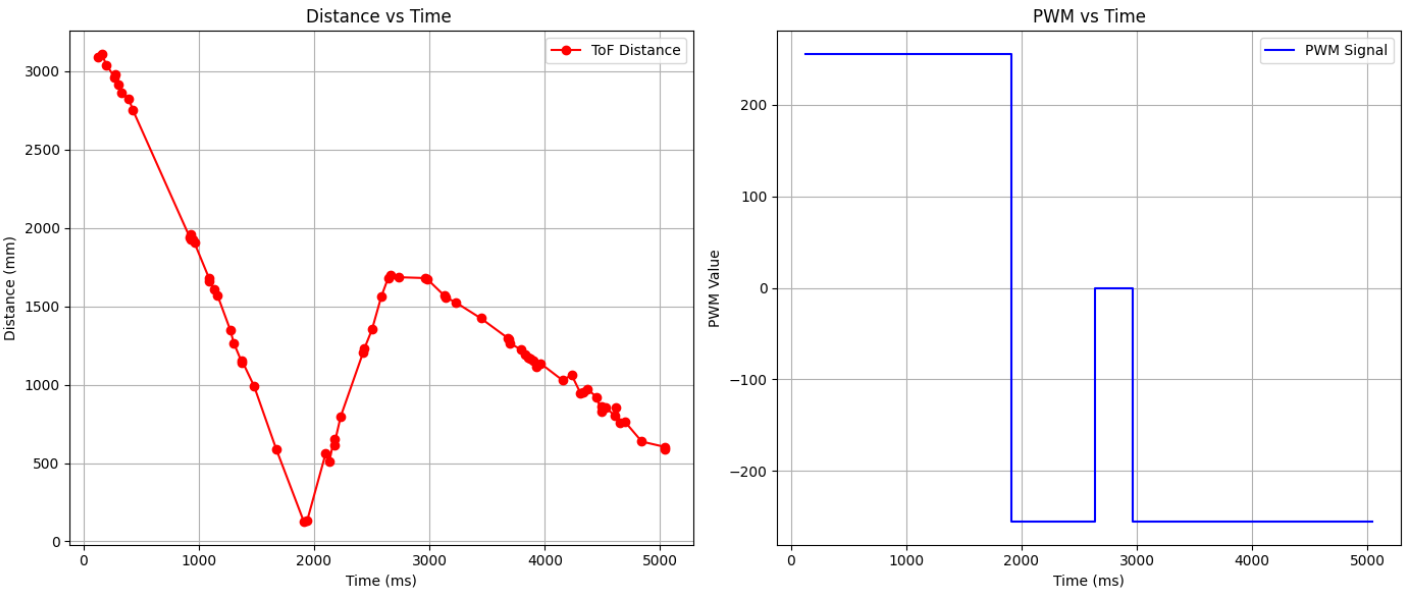 Distance vs Time
ToF Distance
3000
2500
2000
1500
1000
500
0
Distance (mm)
0 1000 2000 3000 4000 5000
Time (ms)
PWM vs Time
PWM Signal
200
100
0
−100
−200
PWM Value
0 1000 2000 3000 4000 5000
Time (ms)